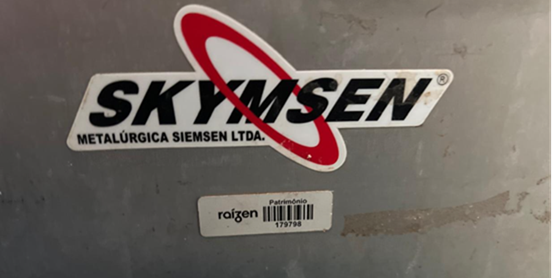 SKYMSEN®
METALÚRGICA SIEMSEN LTDA.
Patrimônio
raízen
179798